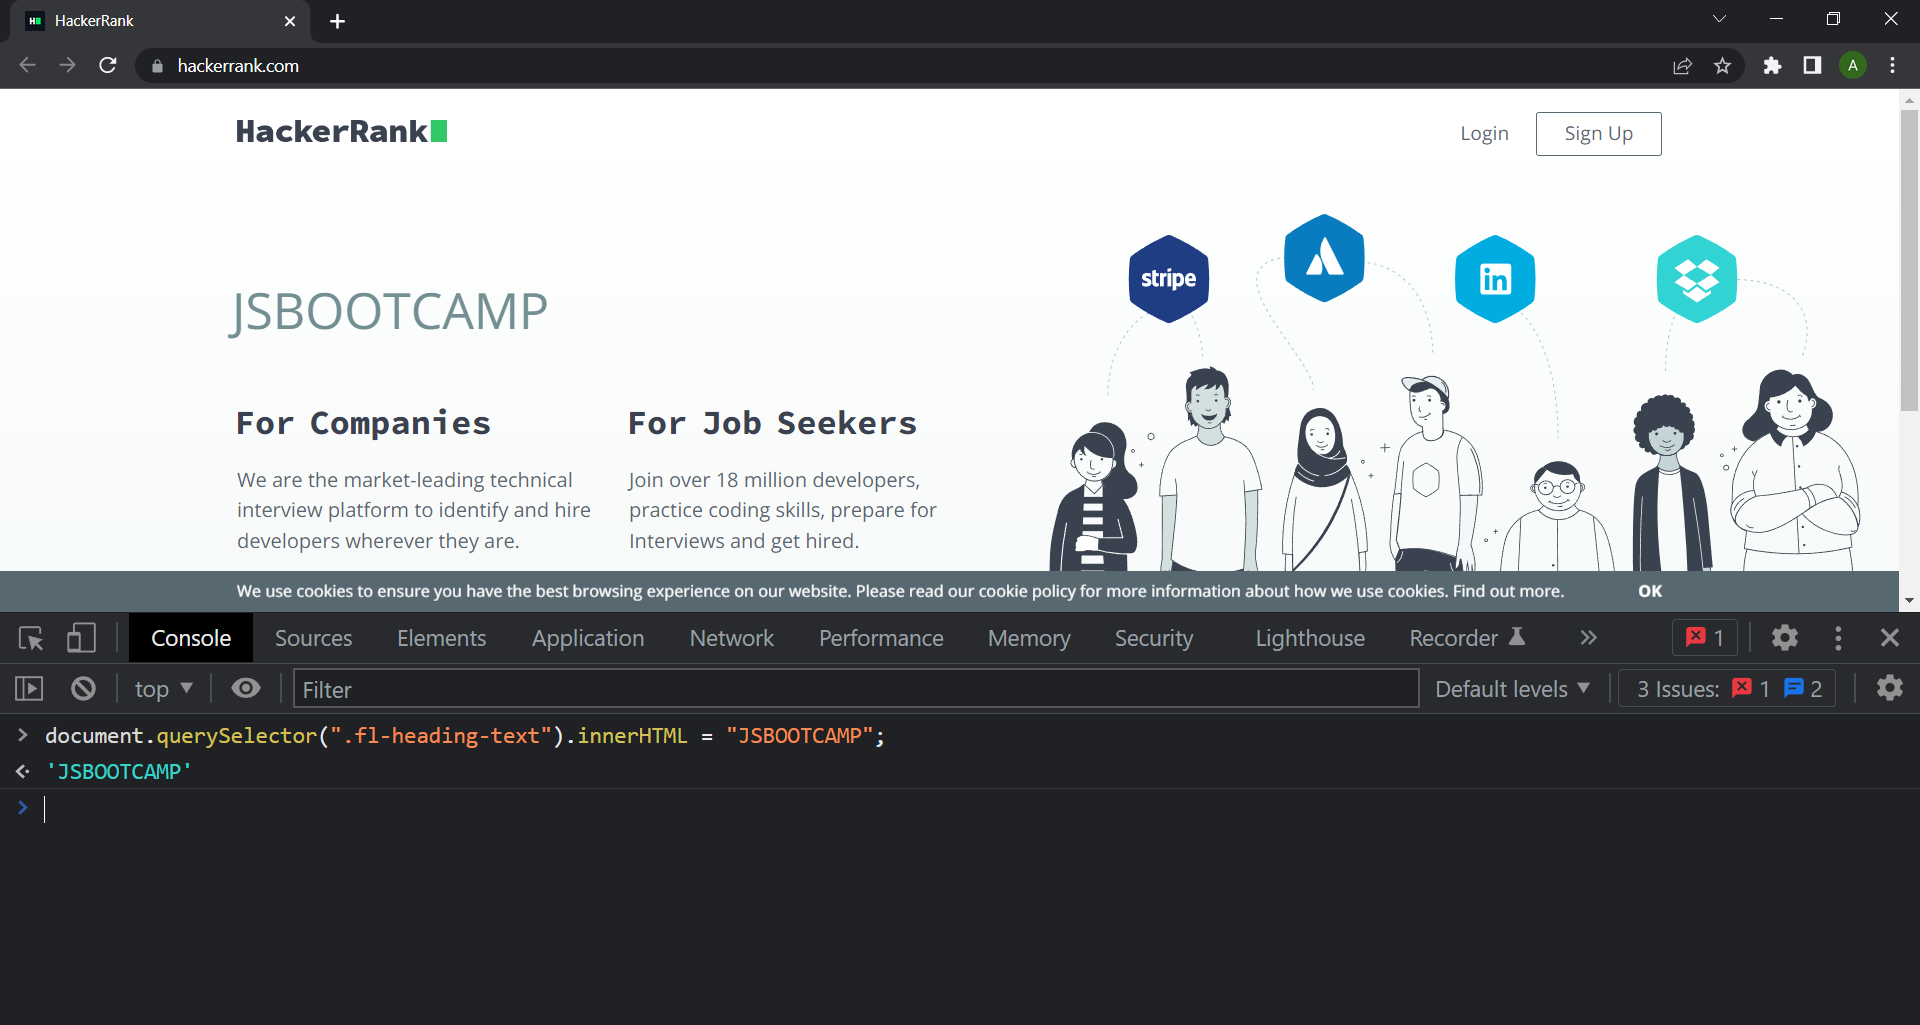 HackerRank
hackerrank.com
A
HackerRank
Login
Sign Up
stripe
in
JSBOOTCAMP
For Companies
For Job Seekers
We are the market-leading technical
interview platform to identify and hire
developers wherever they are.
Join over 18 million developers,
practice coding skills, prepare for
Interviews and get hired.
We use cookies to ensure you have the best browsing experience on our website. Please read our cookie policy for more information about how we use cookies. Find out more. OK
Console Sources Elements Application Network Performance Memory Security Lighthouse Recorder 1
top Filter Default levels 3 Issues: 1 2
document.querySelector(".fl-heading-text").innerHTML = "JSBOOTCAMP";
'JSBOOTCAMP'